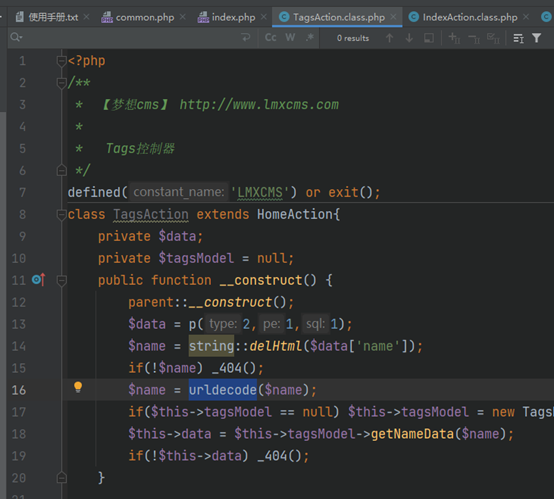 使用手册.txt common.php index.php TagsAction.class.php IndexAction.class.php
Cc W .* 0 results
1 <?php
2 /**
3 * 【梦想cms】 http://www.lmxcms.com
4 *
5 * Tags控制器
6 */
7 defined( constant_name: 'LMXCMS') or exit();
8 class TagsAction extends HomeAction{
9 private $data;
10 private $tagsModel = null;
11 public function __construct() {
12 parent::__construct();
13 $data = p( type: 2, pe: 1, sql: 1);
14 $name = string::delHtml($data['name']);
15 if(!$name) _404();
16 $name = urldecode($name);
17 if($this->tagsModel == null) $this->tagsModel = new Tags
18 $this->data = $this->tagsModel->getNameData($name);
19 if(!$this->data) _404();
20 }